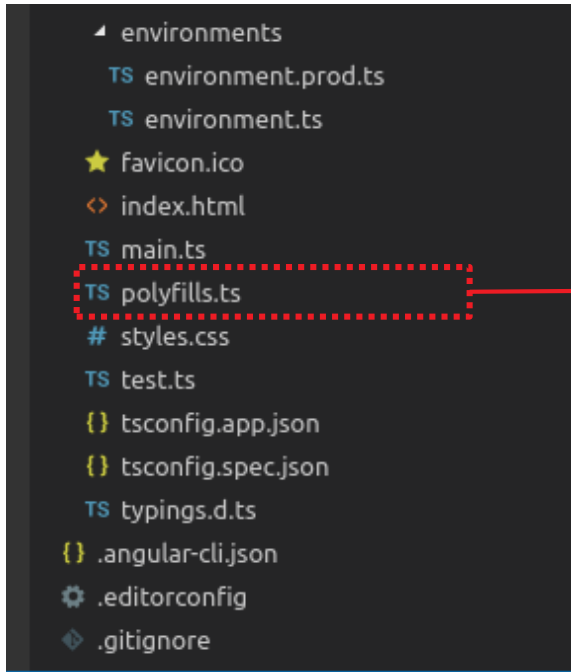 environments
TS environment.prod.ts
TS environment.ts
favicon.ico
<> index.html
TS main.ts
TS polyfills.ts
# styles.css
TS test.ts
{} tsconfig.app.json
{} tsconfig.spec.json
TS typings.d.ts
{} .angular-cli.json
.editorconfig
.gitignore